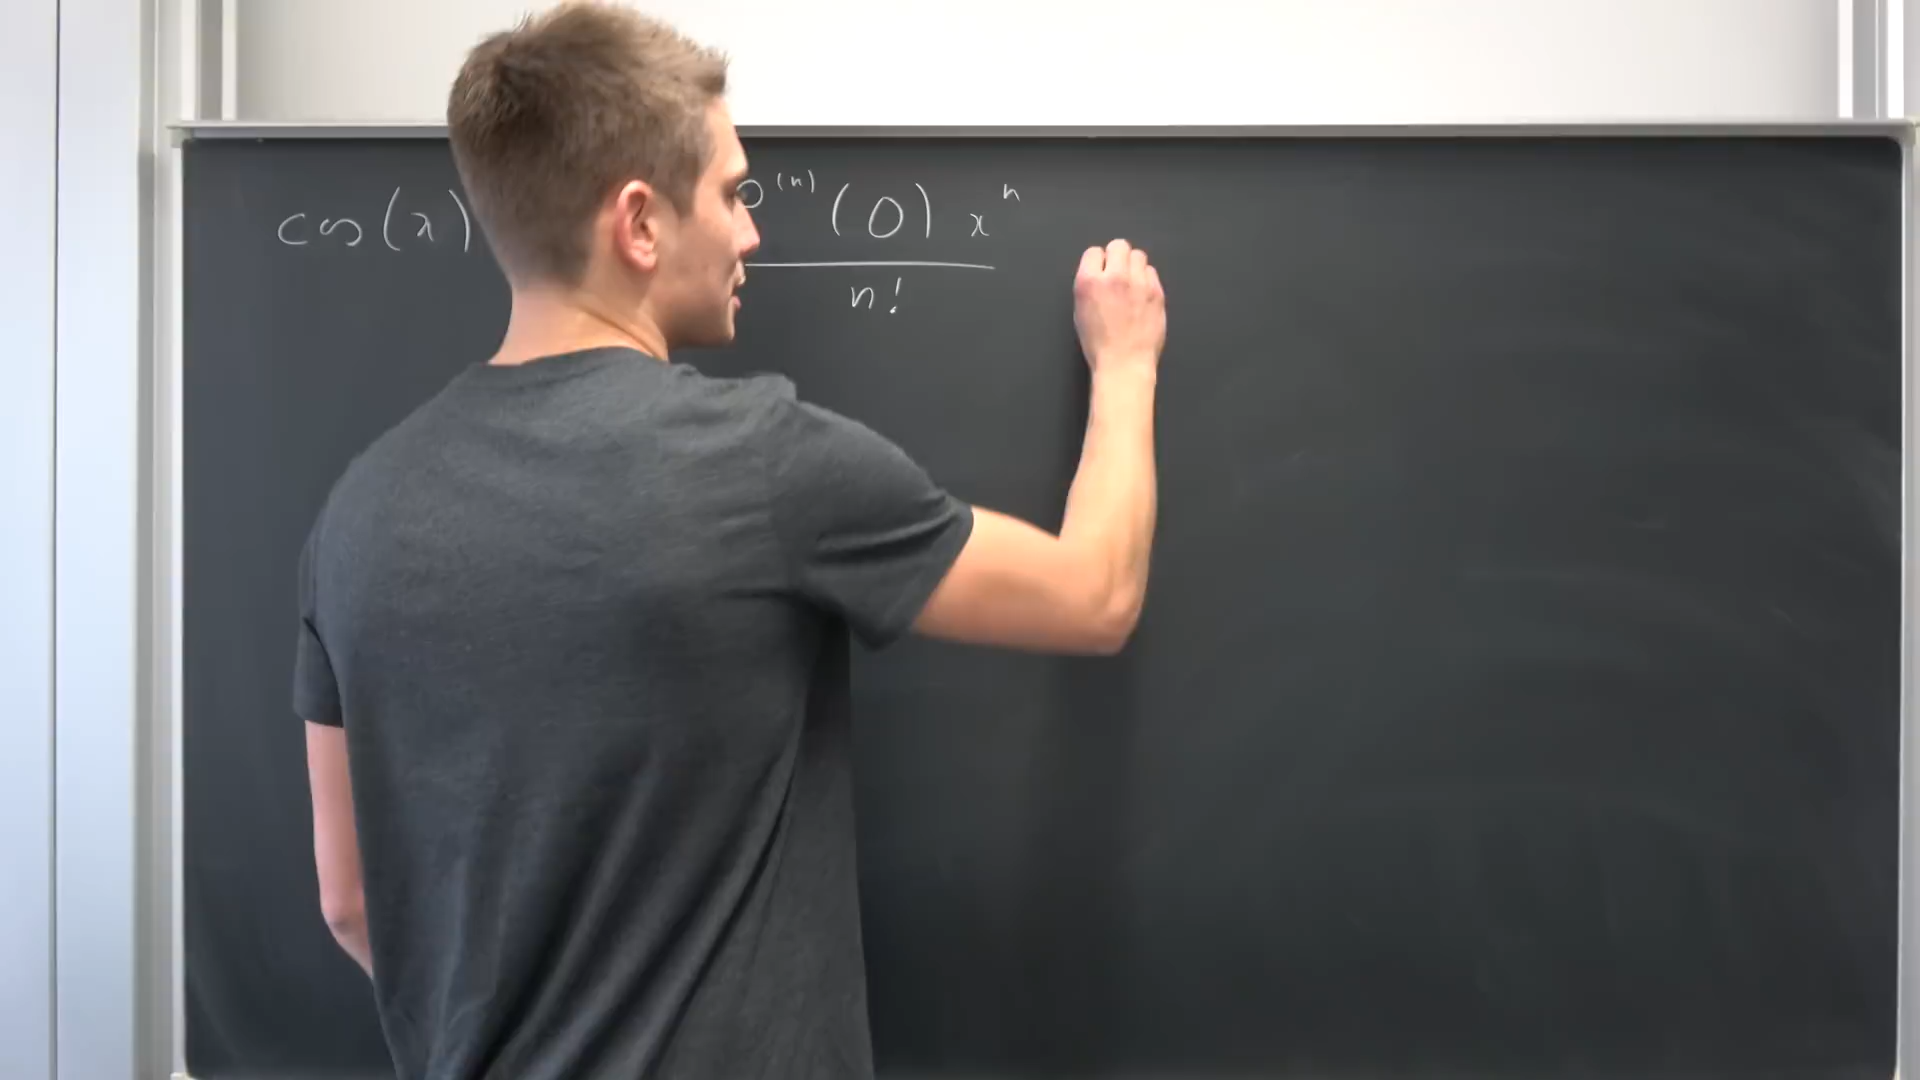 cos(x) (n) (0) x^n
n!